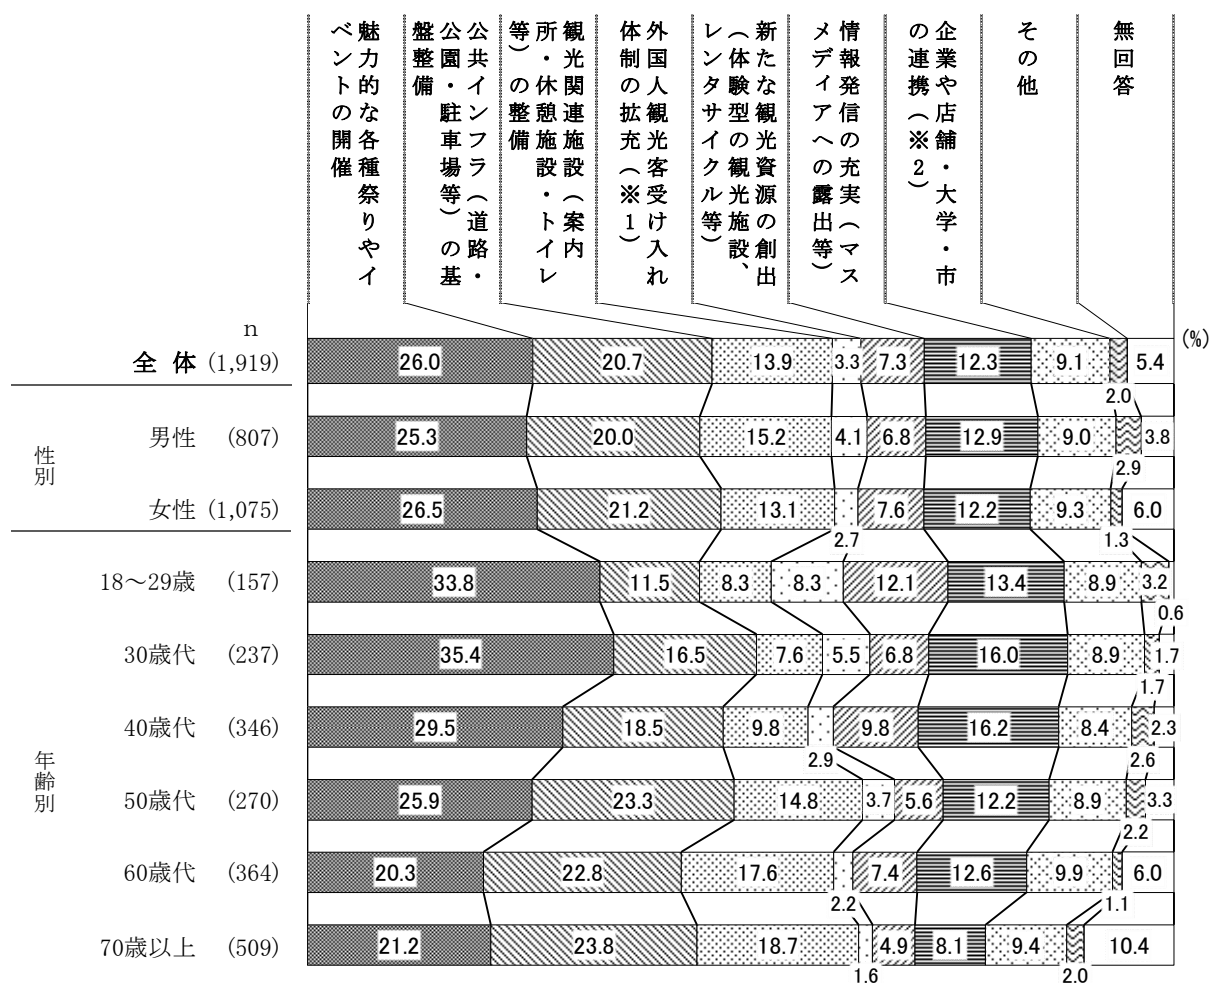 魅力的な各種祭りやイ
ベントの開催
公共インフラ（道路・
公園・駐車場等）の基
盤整備
観光関連施設（案内
所・休憩施設・トイレ
等）の整備
外国人観光客受け入れ
体制の拡充（※1）
新たな観光資源の創出
（体験型の観光施設、
レンタサイクル等）
情報発信の充実（マス
メディアへの露出等）
企業や店舗・大学・市
の連携（※2）
その他
無回答
n
(%)
全 体 (1,919) 26.0 20.7 13.9 3.3 7.3 12.3 9.1 2.0 5.4
性別
男性 (807) 25.3 20.0 15.2 4.1 6.8 12.9 9.0 2.9 3.8
女性 (1,075) 26.5 21.2 13.1 2.7 7.6 12.2 9.3 1.3 6.0
年齢別
18～29歳 (157) 33.8 11.5 8.3 8.3 12.1 13.4 8.9 3.2 0.6
30歳代 (237) 35.4 16.5 7.6 5.5 6.8 16.0 8.9 1.7 1.7
40歳代 (346) 29.5 18.5 9.8 2.9 9.8 16.2 8.4 2.6 2.3
50歳代 (270) 25.9 23.3 14.8 3.7 5.6 12.2 8.9 2.2 3.3
60歳代 (364) 20.3 22.8 17.6 2.2 7.4 12.6 9.9 1.1 6.0
70歳以上 (509) 21.2 23.8 18.7 1.6 4.9 8.1 9.4 2.0 10.4